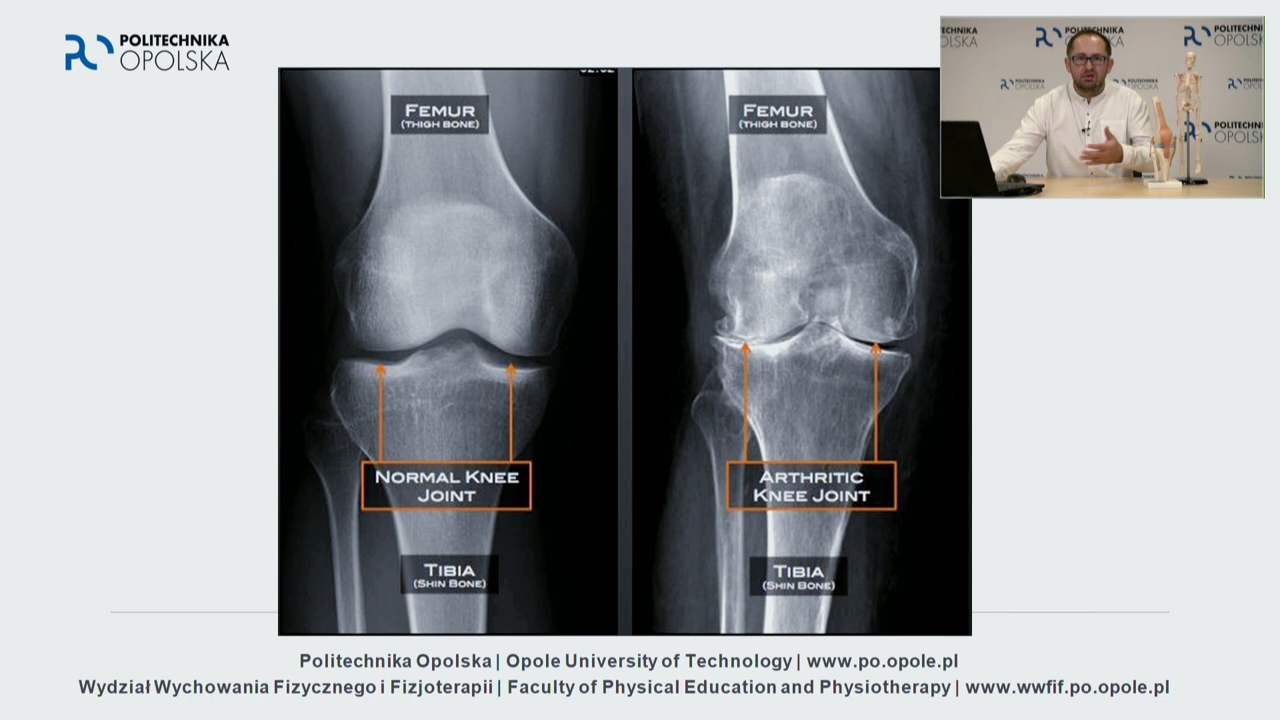 POLITECHNIKA
OPOLSKA
FEMUR
(THIGH BONE)
FEMUR
(THIGH BONE)
NORMAL KNEE
JOINT
ARTHRITIC
KNEE JOINT
TIBIA
(SHIN BONE)
TIBIA
(SHIN BONE)
POLITECHNIKA
OPOLSKA
Politechnika Opolska | Opole University of Technology | www.po.opole.pl
Wydział Wychowania Fizycznego i Fizjoterapii | Faculty of Physical Education and Physiotherapy | www.wwfif.po.opole.pl